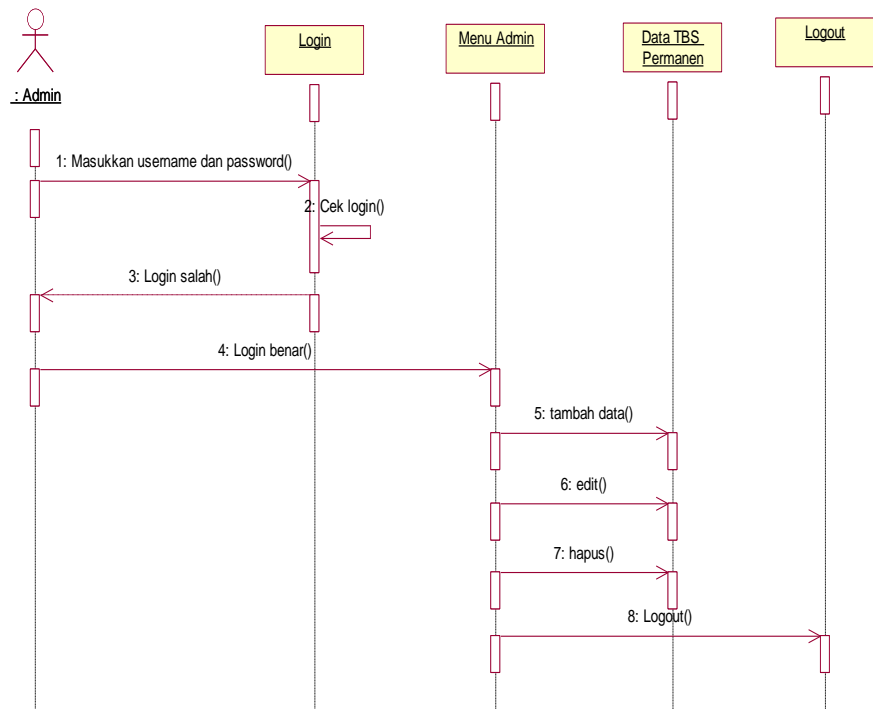 Login
Menu Admin
Data TBS
Permanen
Logout
: Admin
1: Masukkan username dan password()
2: Cek login()
3: Login salah()
4: Login benar()
5: tambah data()
6: edit()
7: hapus()
8: Logout()